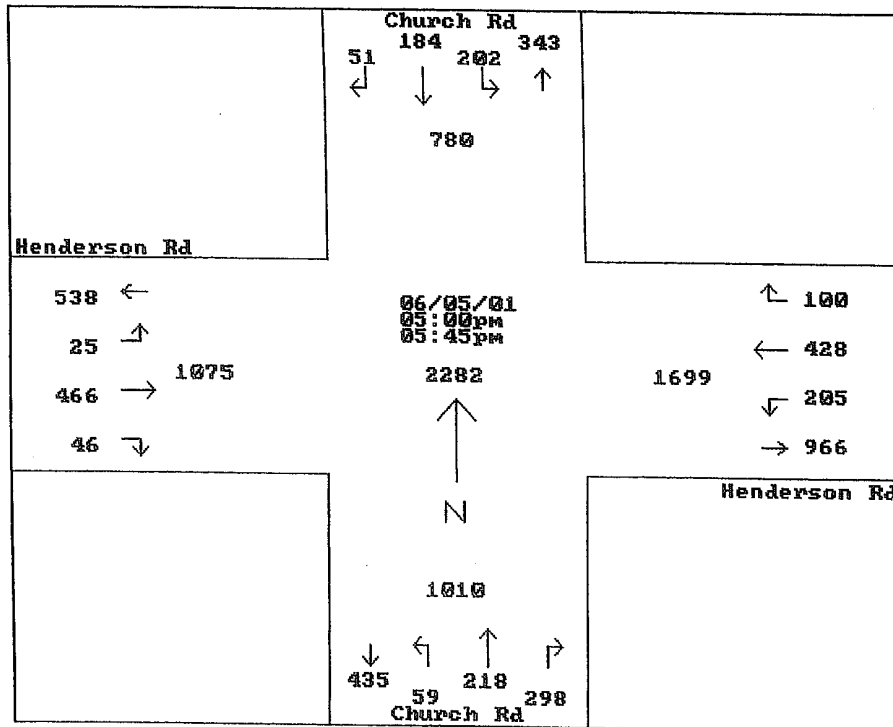 Church Rd
184 343
51 202
780
Henderson Rd
538
25
466
46
1075
06/05/01
05:00pm
05:45pm
2282
1699
100
428
205
966
Henderson Rd
N
1010
435 218
59 298
Church Rd